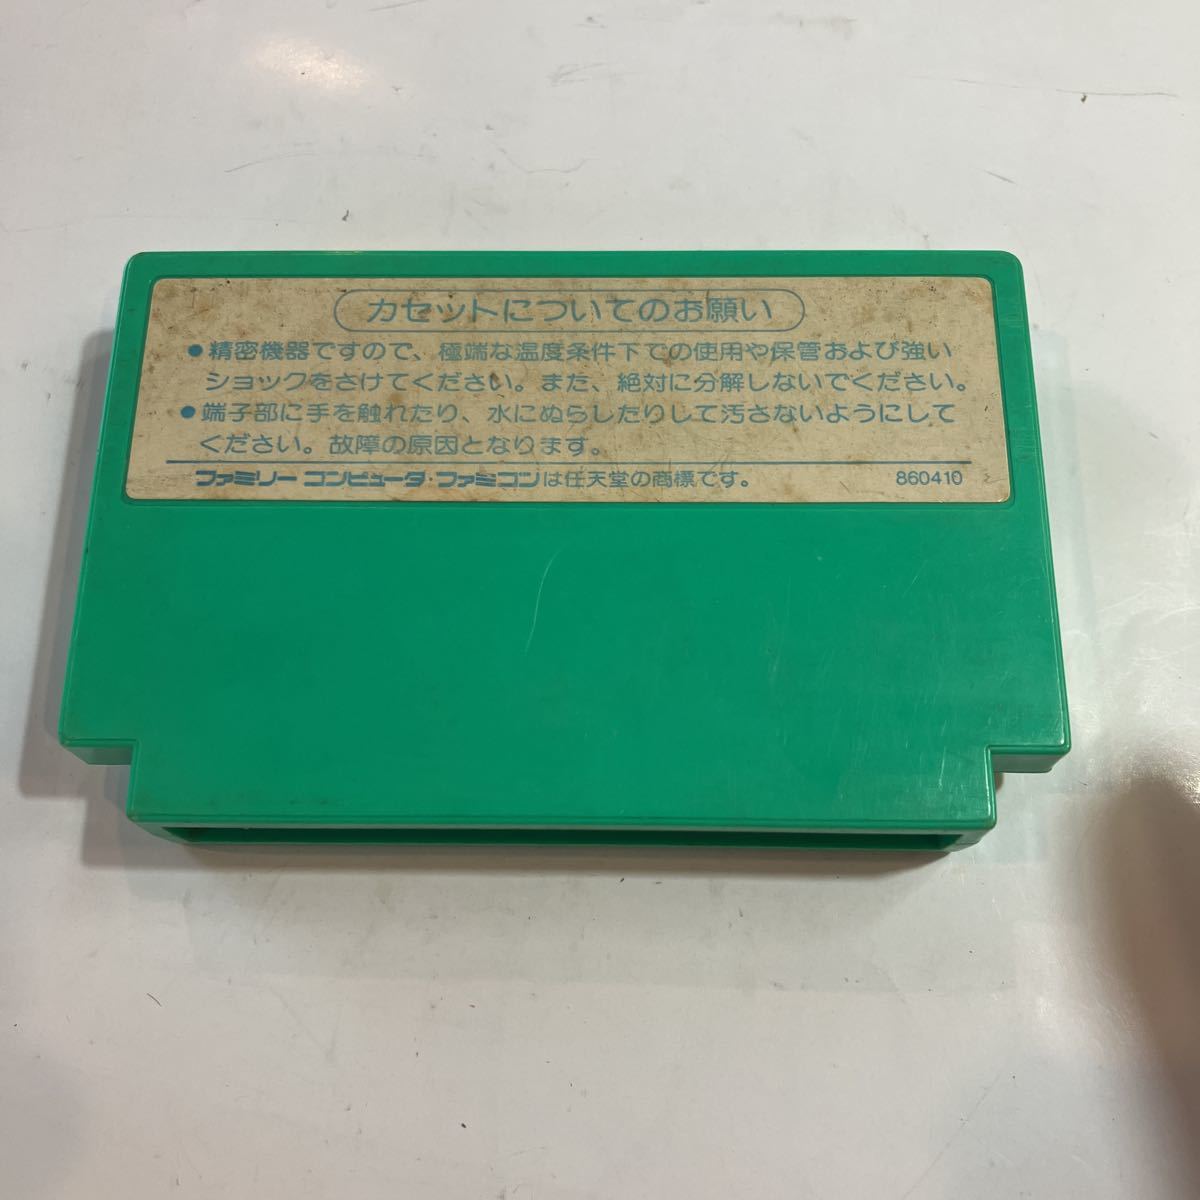 カセットについてのお願い
●精密機器ですので、極端な温度条件下での使用や保管および強い
ショックをさけてください。また、絶対に分解しないでください。
●端子部に手を触れたり、水にぬらしたりして汚さないようにして
ください。故障の原因となります。
ファミリーコンピュータ・ファミコンは任天堂の商標です。 860410